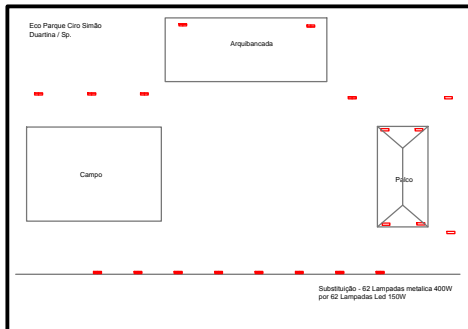 Eco Parque Ciro Simão
Duartina / Sp.
Arquibancada
Campo
Palco
Substituição - 62 Lampadas metalica 400W
por 62 Lampadas Led 150W